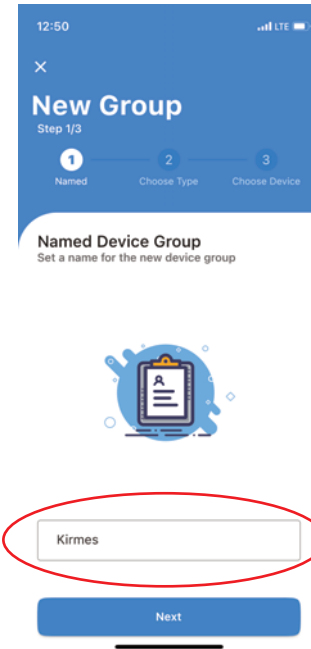 12:50 LTE
New Group
Step 1/3
1 2 3
Named Choose Type Choose Device
Named Device Group
Set a name for the new device group
A
Kirmes
Next